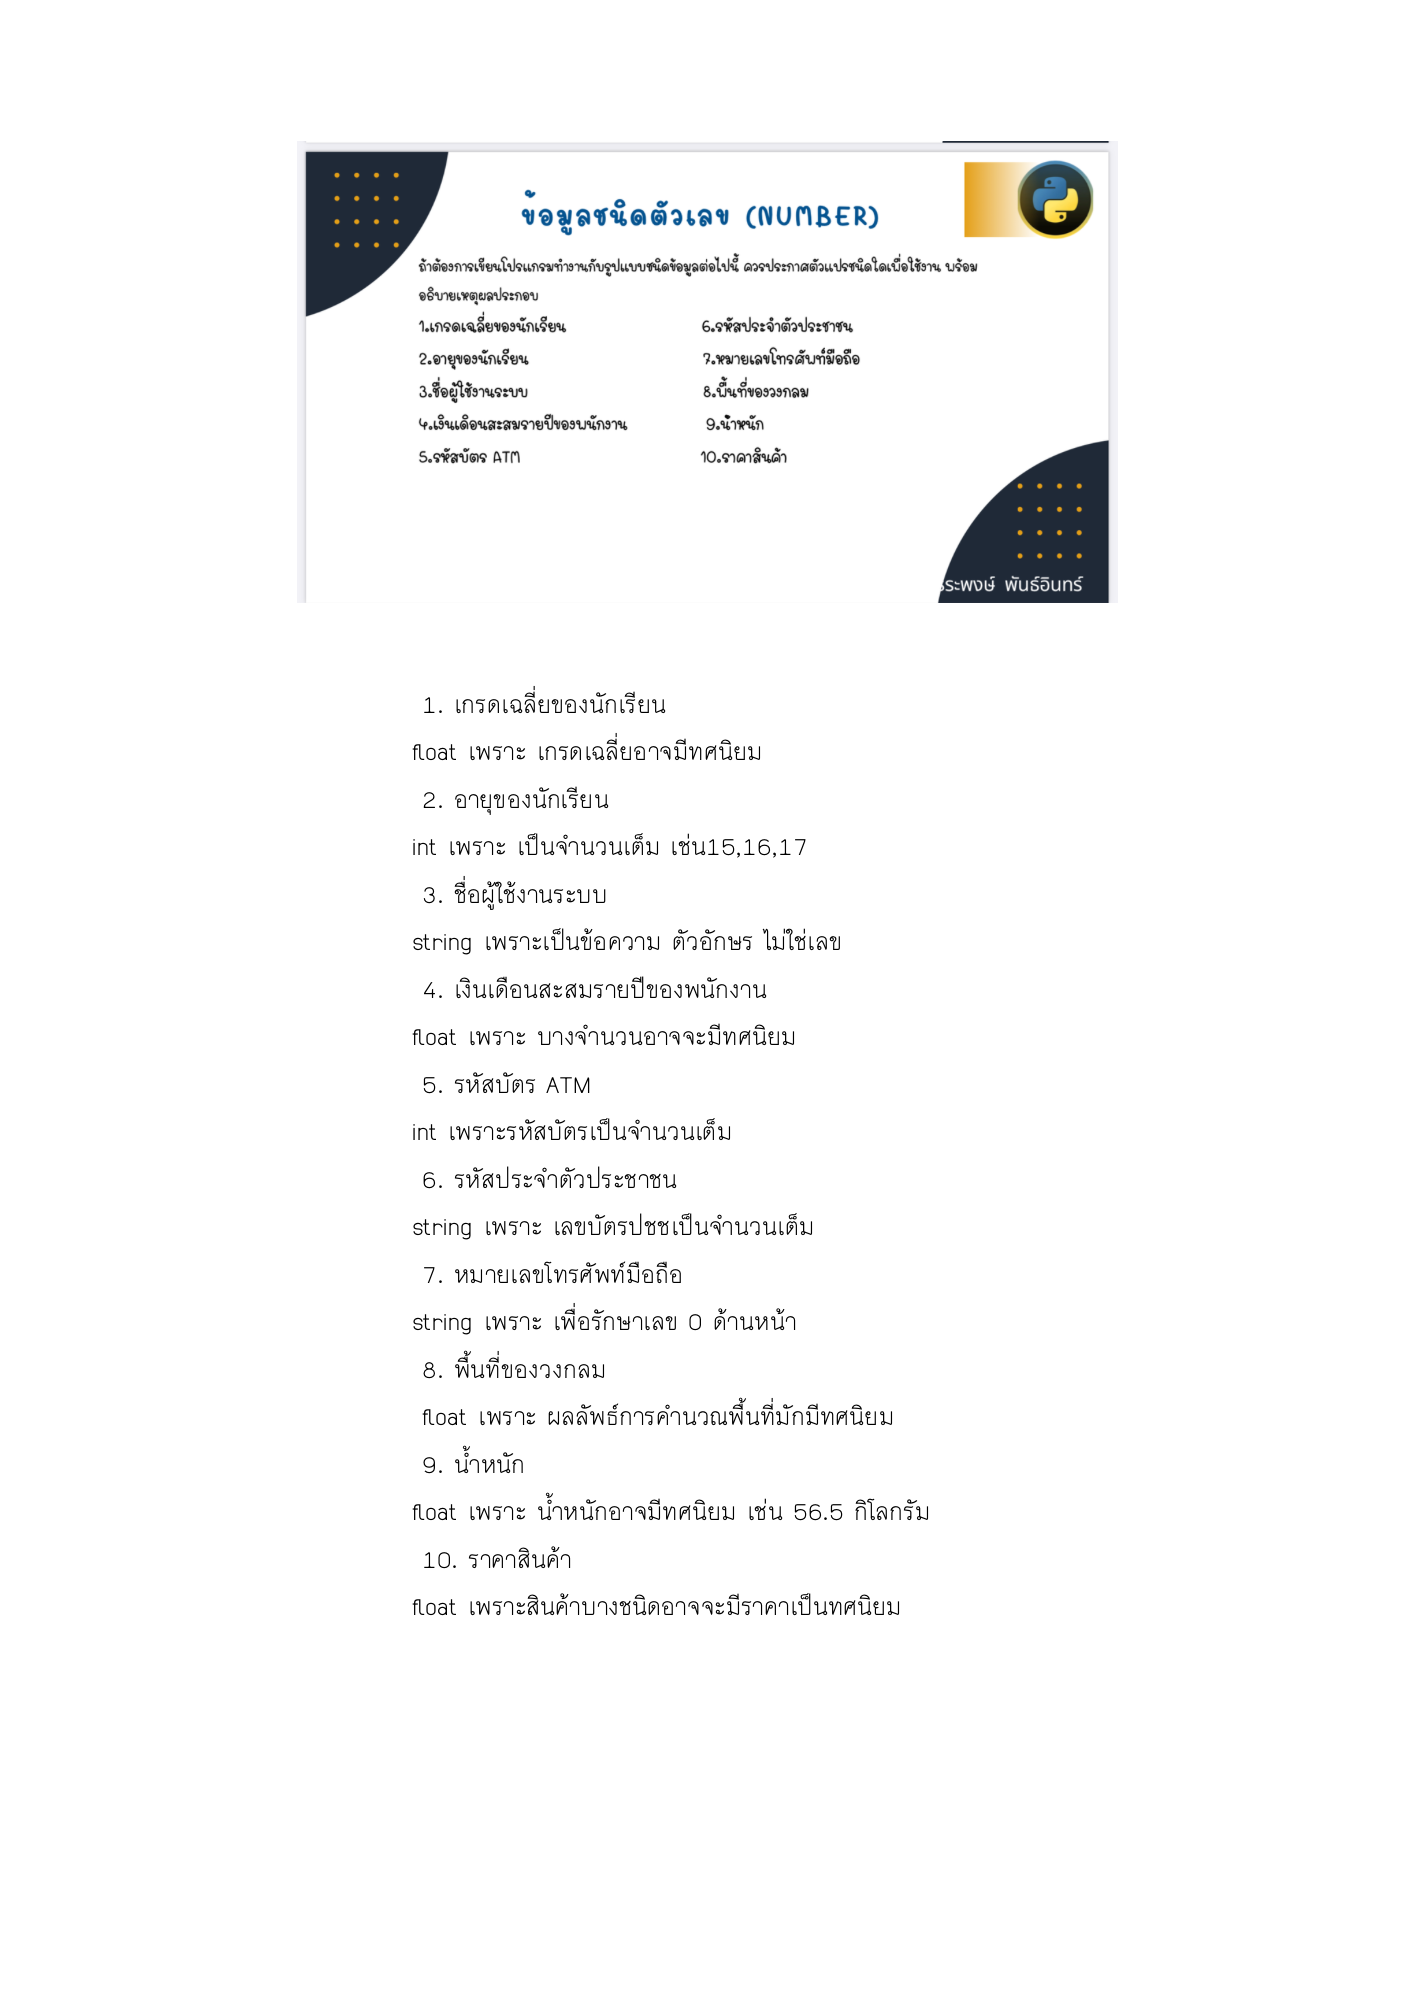 ข้อมูลชนิดตัวเลข (NUMBER)
ถ้าต้องการเขียนโปรแกรมทำงานกับรูปแบบชนิดข้อมูลต่อไปนี้ ควรประกาศตัวแปรชนิดใดเพื่อใช้งาน พร้อม
อธิบายเหตุผลประกอบ
1.เกรดเฉลี่ยของนักเรียน
2.อายุของนักเรียน
3.ชื่อผู้ใช้งานระบบ
4.เงินเดือนสะสมรายปีของพนักงาน
5.รหัสบัตร ATM
6.รหัสประจำตัวประชาชน
7.หมายเลขโทรศัพท์มือถือ
8.พื้นที่ของวงกลม
9.น้ำหนัก
10.ราคาสินค้า
ระพงษ์ พันธ์อินทร์
1. เกรดเฉลี่ยของนักเรียน
float เพราะ เกรดเฉลี่ยอาจมีทศนิยม
2. อายุของนักเรียน
int เพราะ เป็นจำนวนเต็ม เช่น15,16,17
3. ชื่อผู้ใช้งานระบบ
string เพราะเป็นข้อความ ตัวอักษร ไม่ใช่เลข
4. เงินเดือนสะสมรายปีของพนักงาน
float เพราะ บางจำนวนอาจจะมีทศนิยม
5. รหัสบัตร ATM
int เพราะรหัสบัตรเป็นจำนวนเต็ม
6. รหัสประจำตัวประชาชน
string เพราะ เลขบัตรปชชเป็นจำนวนเต็ม
7. หมายเลขโทรศัพท์มือถือ
string เพราะ เพื่อรักษาเลข 0 ด้านหน้า
8. พื้นที่ของวงกลม
float เพราะ ผลลัพธ์การคำนวณพื้นที่มักมีทศนิยม
9. น้ำหนัก
float เพราะ น้ำหนักอาจมีทศนิยม เช่น 56.5 กิโลกรัม
10. ราคาสินค้า
float เพราะสินค้าบางชนิดอาจจะมีราคาเป็นทศนิยม